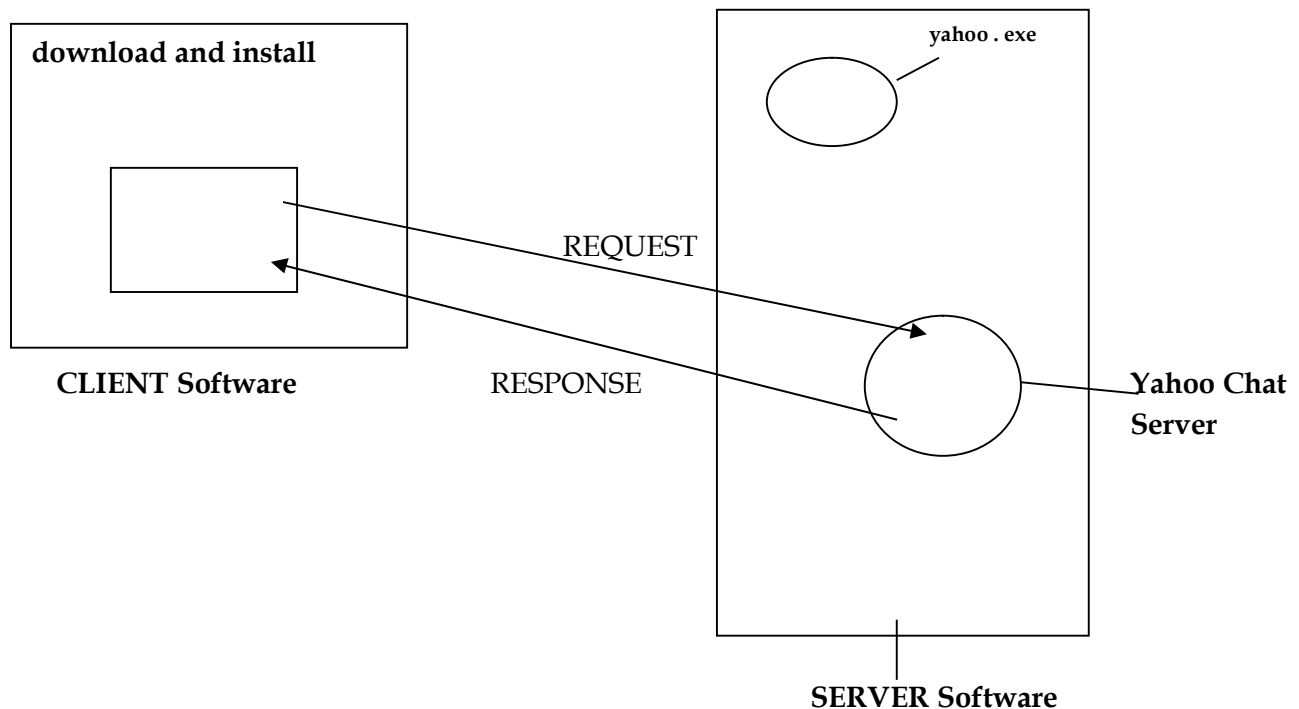 download and install
yahoo . exe
REQUEST
CLIENT Software
RESPONSE
Yahoo Chat
Server
SERVER Software